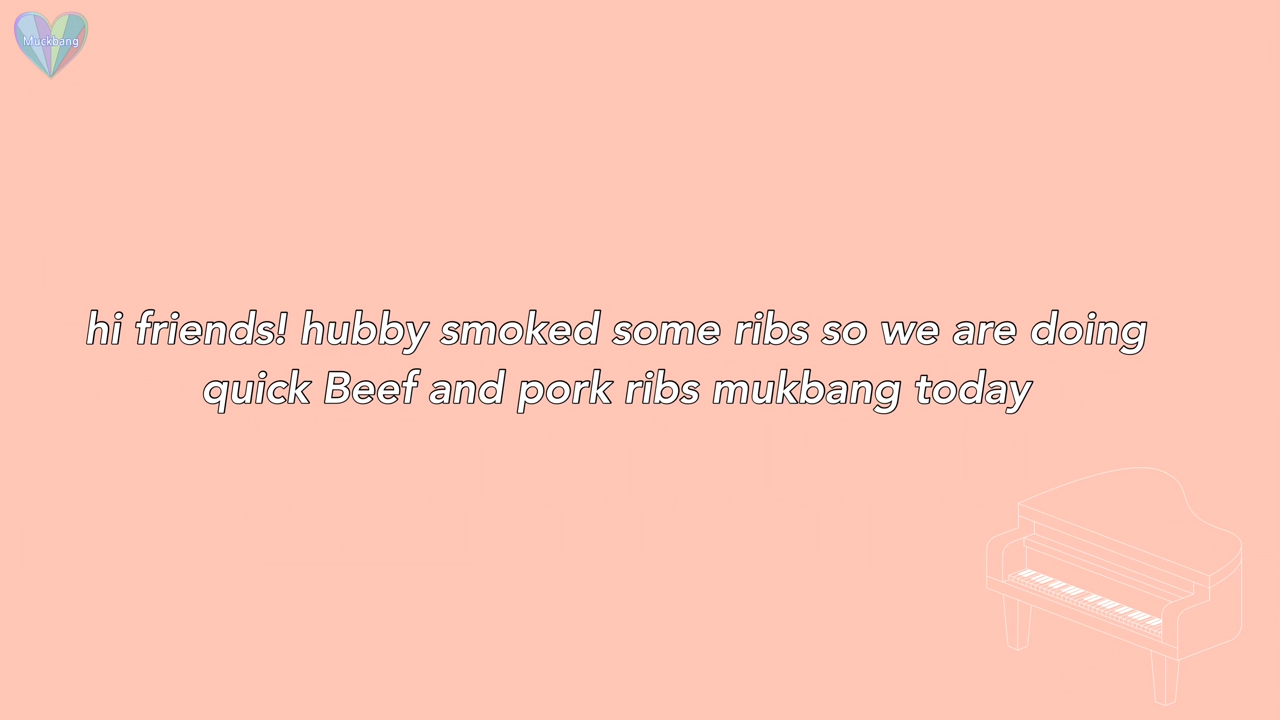 Muckbang
hi friends! hubby smoked some ribs so we are doing
quick Beef and pork ribs mukbang today